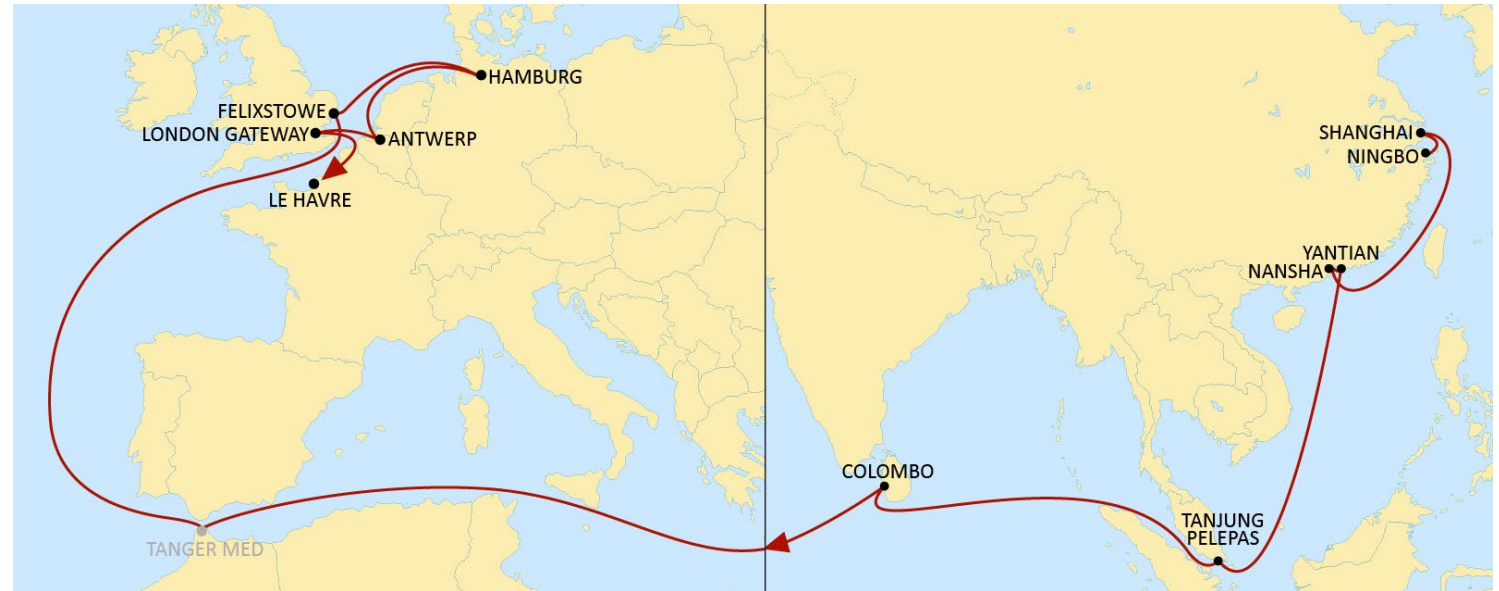 HAMBURG
FELIXSTOWE
LONDON GATEWAY
ANTWERP
LE HAVRE
TANGER MED
SHANGHAI
NINGBO
YANTIAN
NANSHA
COLOMBO
TANJUNG
PELEPAS